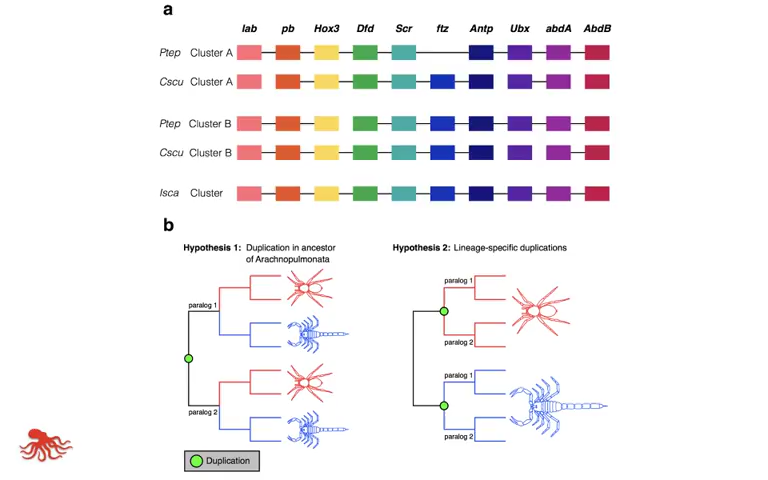 a
lab pb Hox3 Dfd Scr ftz Antp Ubx abdA AbdB
Ptep Cluster A
Cscu Cluster A
Ptep Cluster B
Cscu Cluster B
Isca Cluster
b
Hypothesis 1: Duplication in ancestor
of Arachnopulmonata
paralog 1
paralog 2
Duplication
Hypothesis 2: Lineage-specific duplications
paralog 1
paralog 2
paralog 1
paralog 2